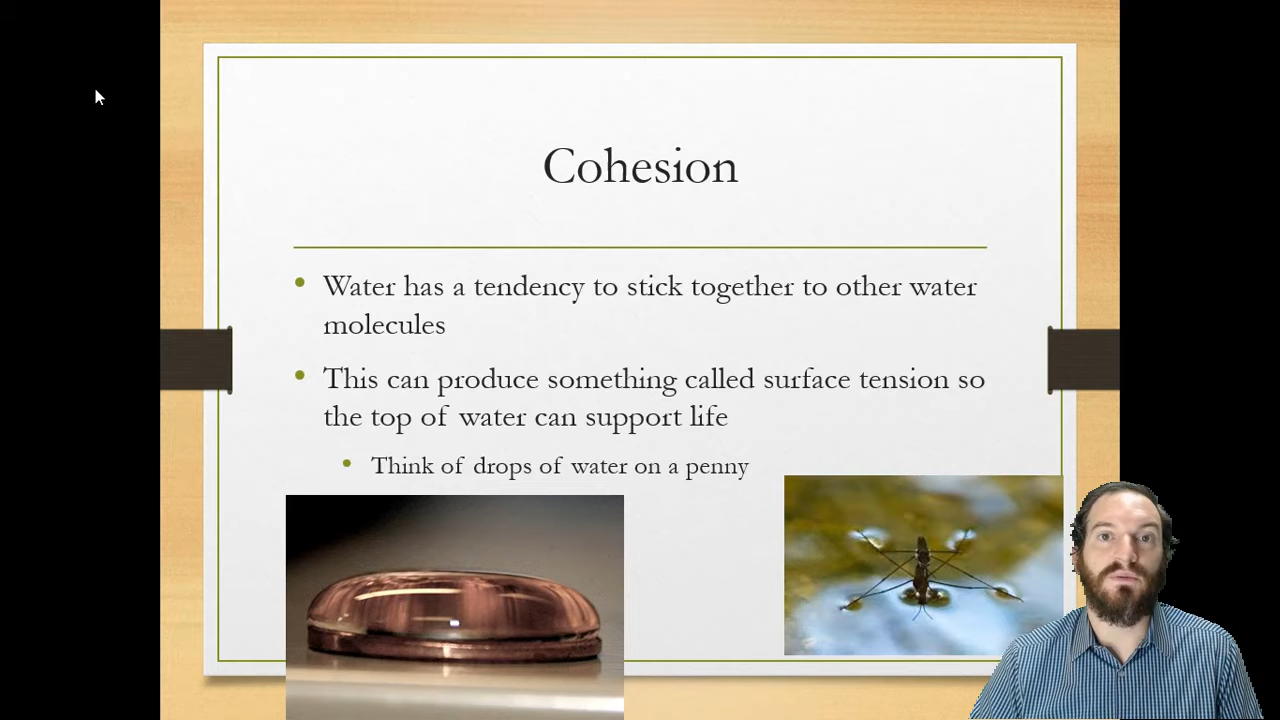 Cohesion
Water has a tendency to stick together to other water
molecules
This can produce something called surface tension so
the top of water can support life
Think of drops of water on a penny